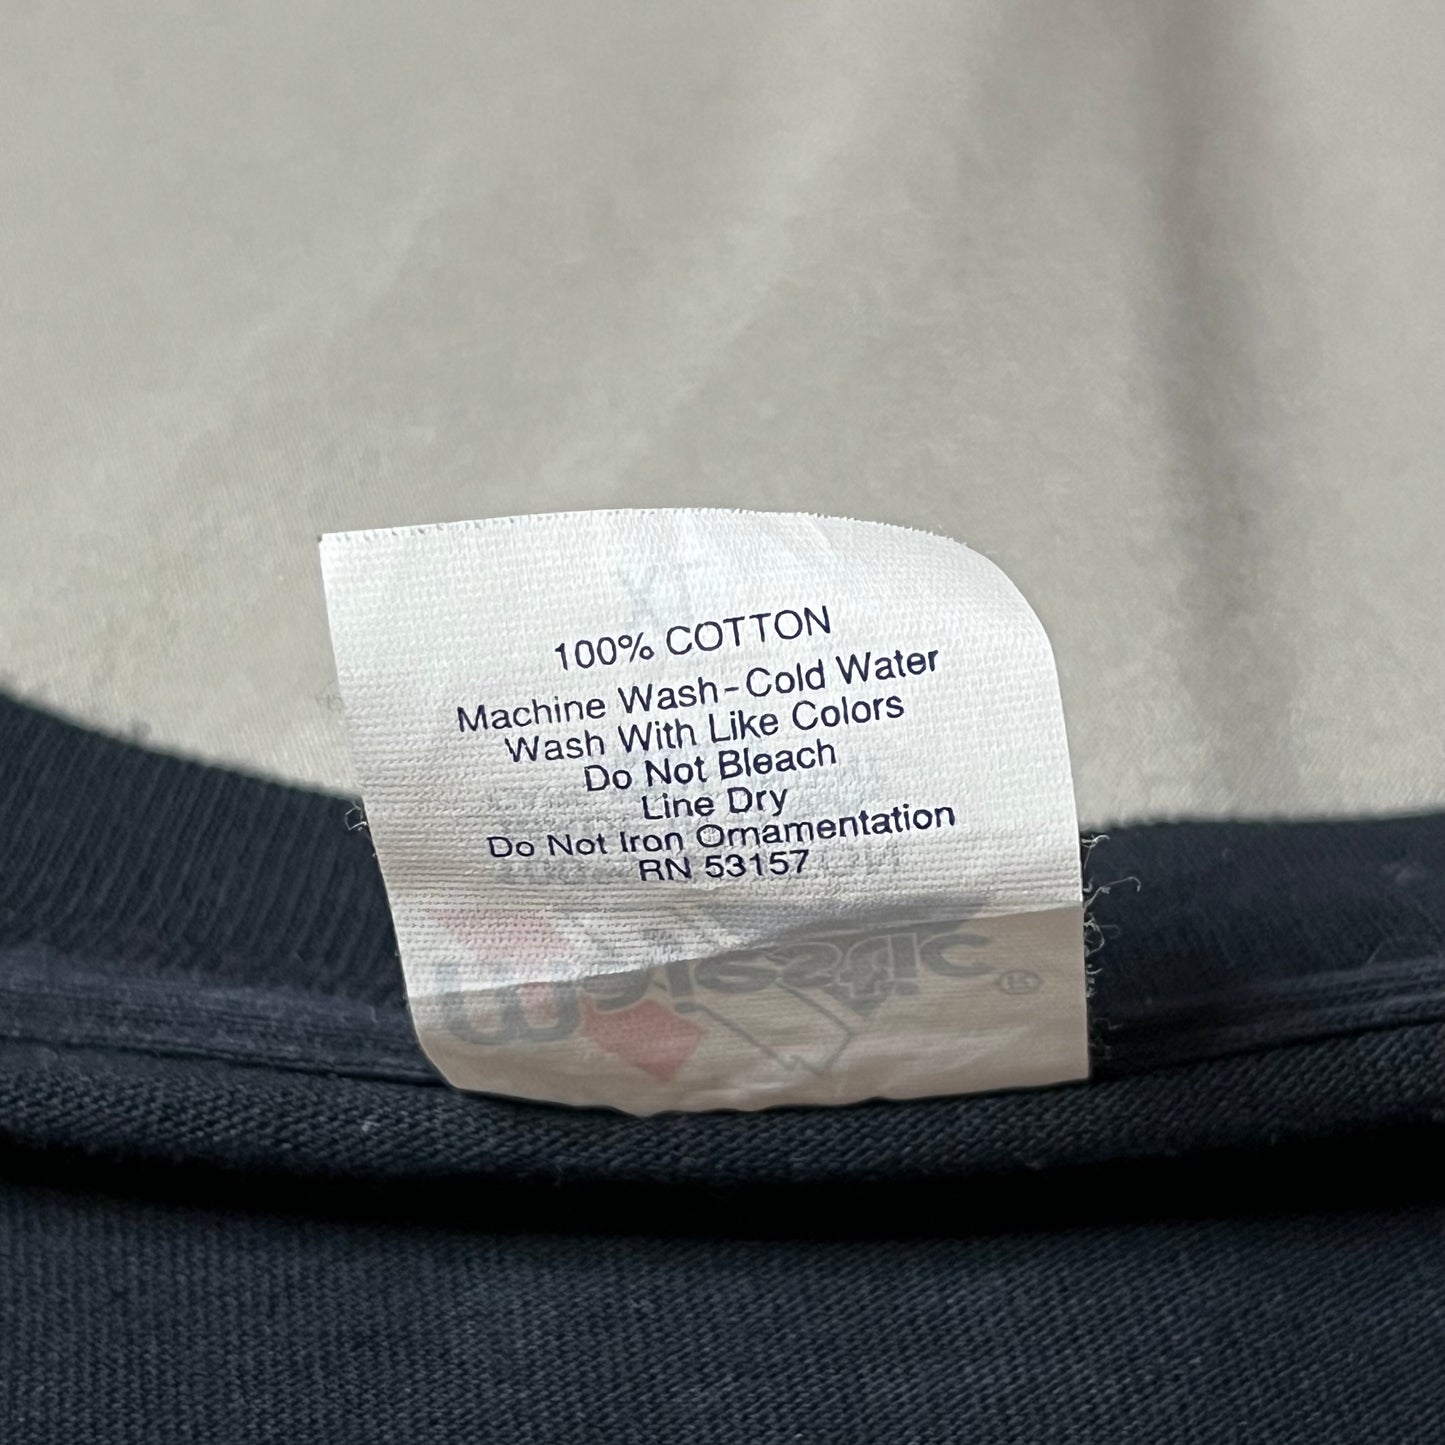 100% COTTON
Machine Wash-Cold Water
Wash With Like Colors
Do Not Bleach
Line Dry
Do Not Iron Ornamentation
RN 53157